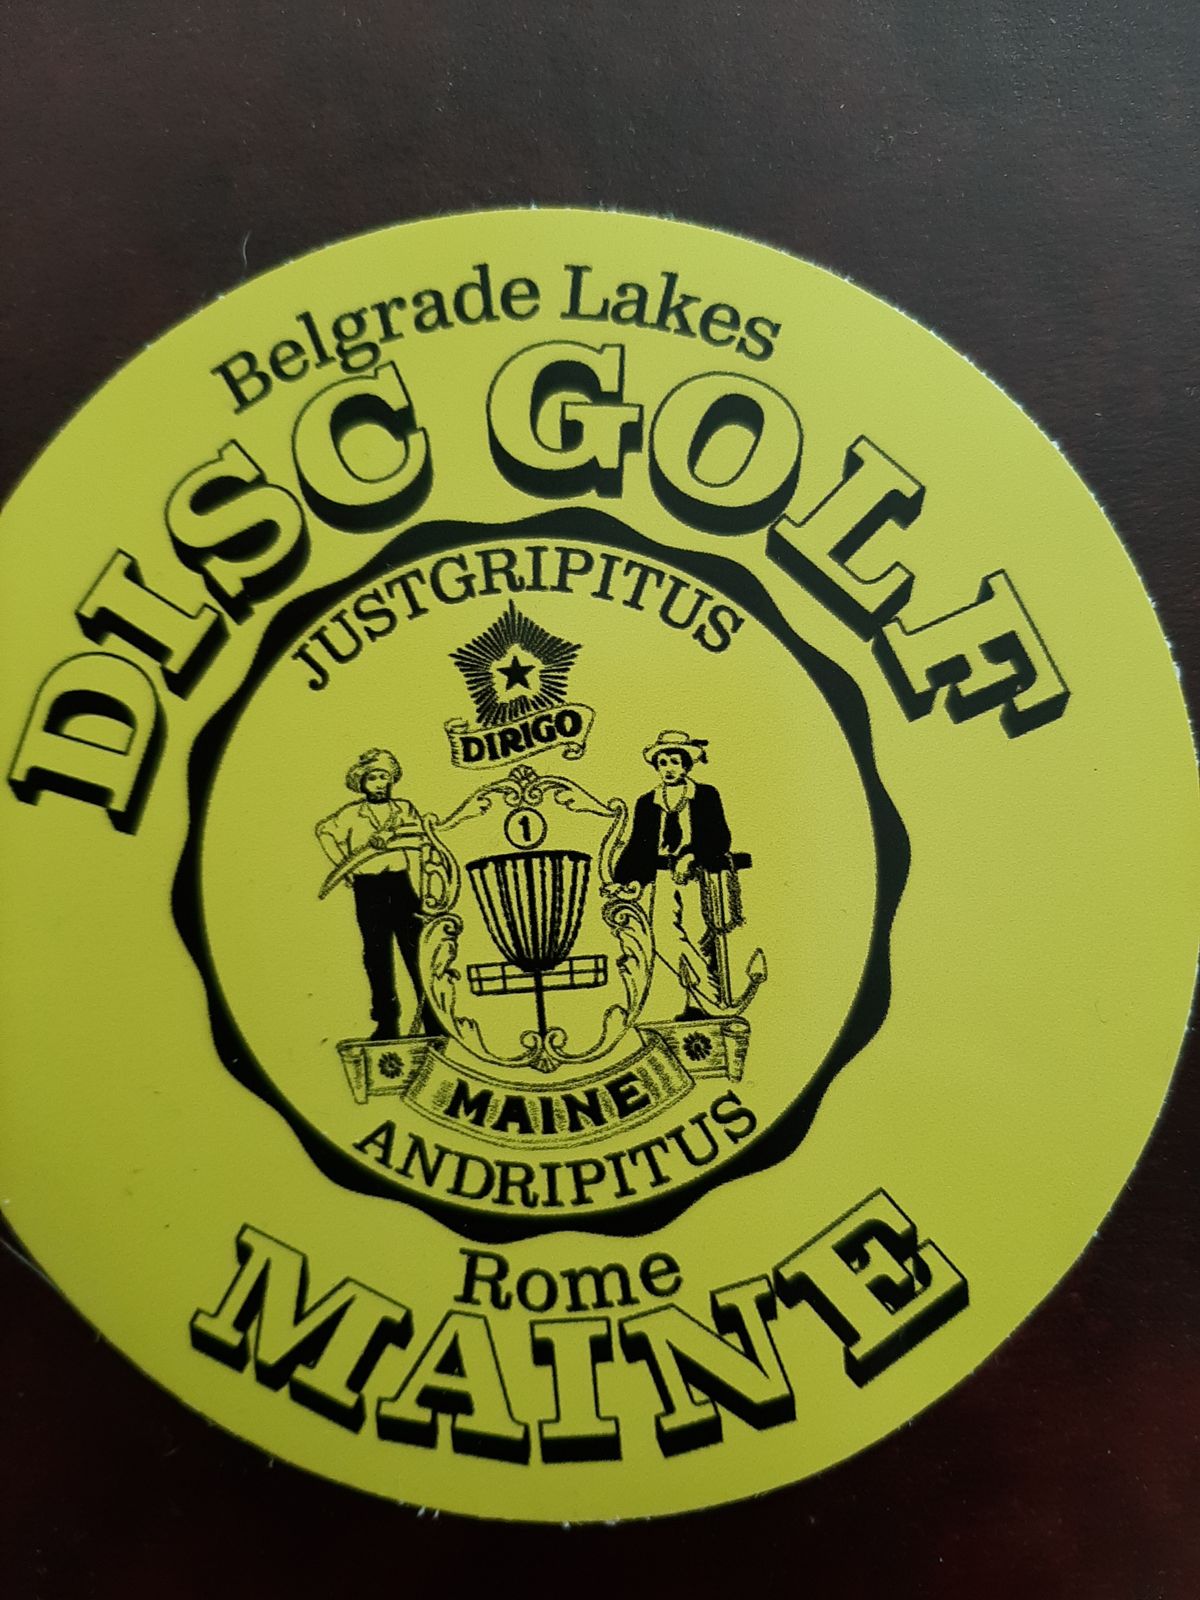 Belgrade Lakes
DISC GOLF
JUSTGRIPITUS
DIRIGO
1
MAINE
ANDRIPITUS
Rome
MAINE